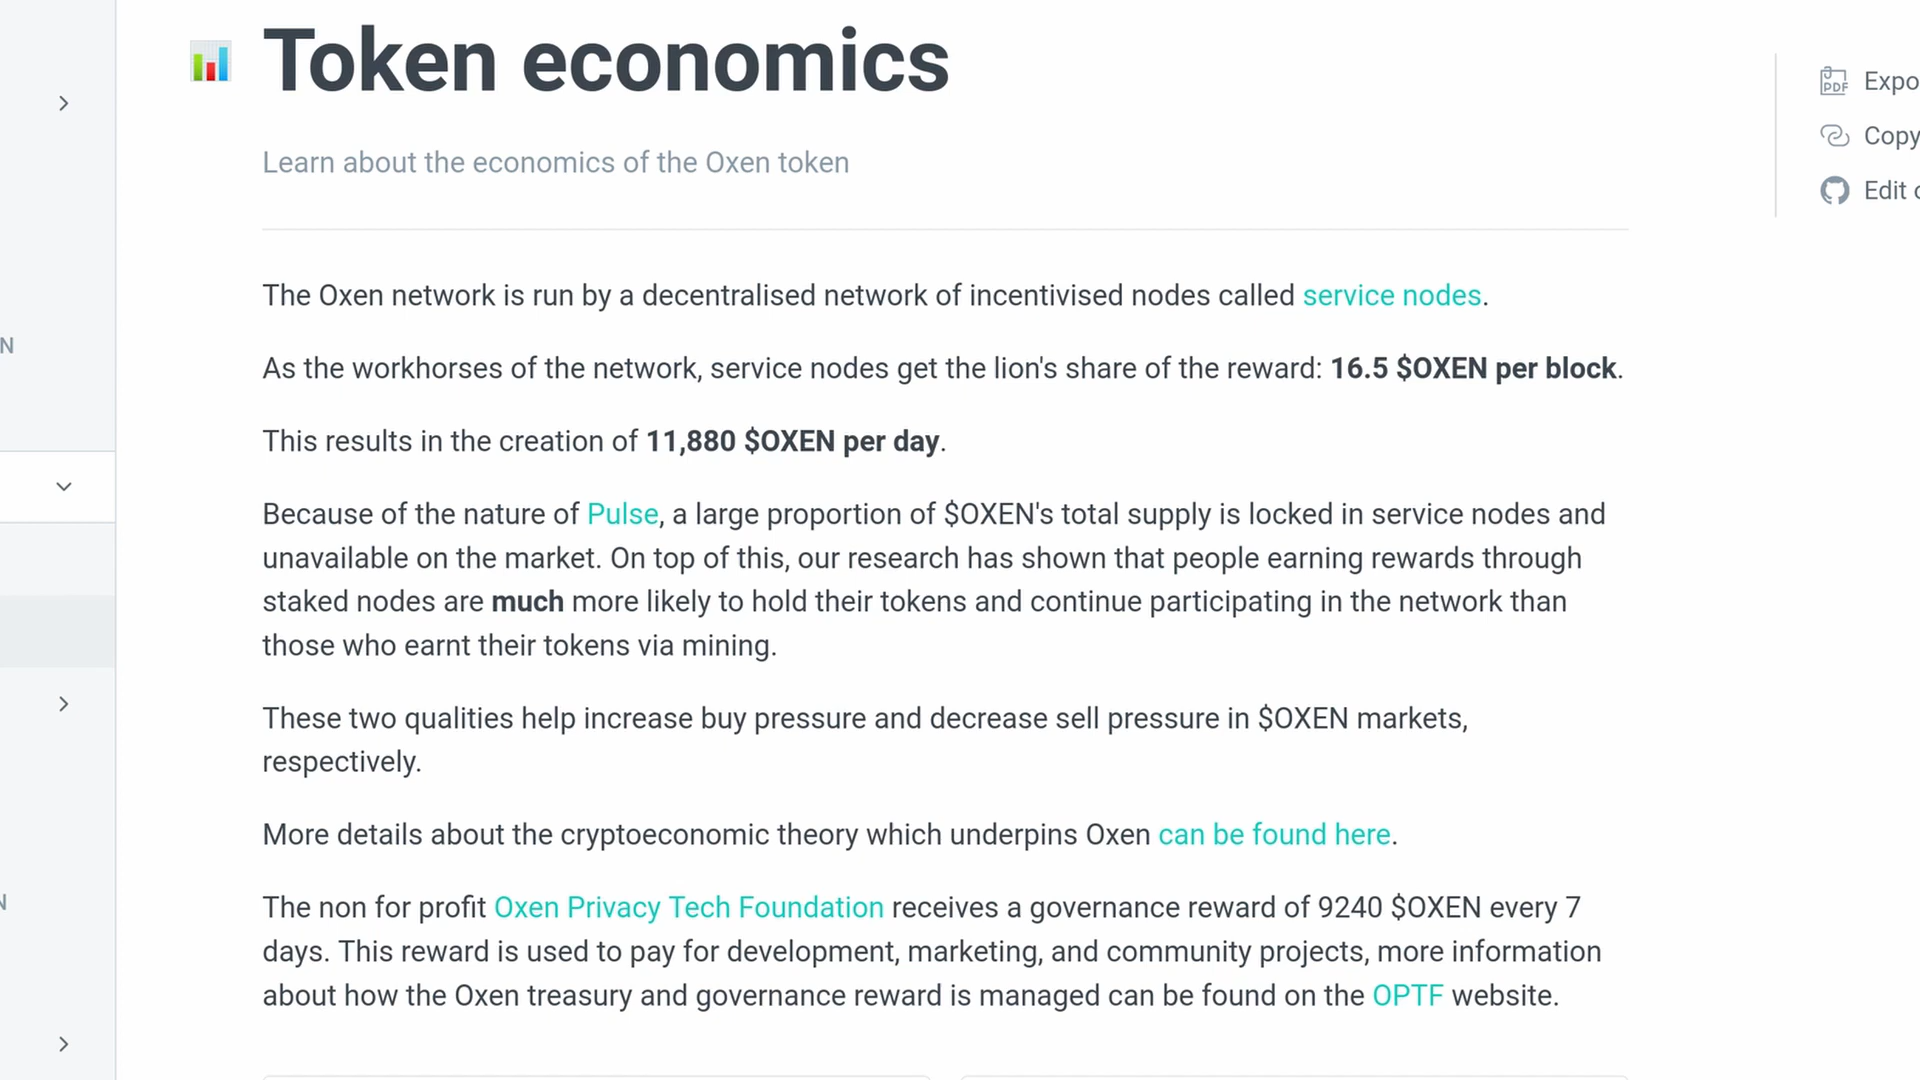 Token economics
Learn about the economics of the Oxen token
The Oxen network is run by a decentralised network of incentivised nodes called service nodes.
As the workhorses of the network, service nodes get the lion's share of the reward: 16.5 $OXEN per block.
This results in the creation of 11,880 $OXEN per day.
Because of the nature of Pulse, a large proportion of $OXEN's total supply is locked in service nodes and
unavailable on the market. On top of this, our research has shown that people earning rewards through
staked nodes are much more likely to hold their tokens and continue participating in the network than
those who earnt their tokens via mining.
These two qualities help increase buy pressure and decrease sell pressure in $OXEN markets,
respectively.
More details about the cryptoeconomic theory which underpins Oxen can be found here.
The non for profit Oxen Privacy Tech Foundation receives a governance reward of 9240 $OXEN every 7
days. This reward is used to pay for development, marketing, and community projects, more information
about how the Oxen treasury and governance reward is managed can be found on the OPTF website.
PDF Expo
Copy
Edit
N
N